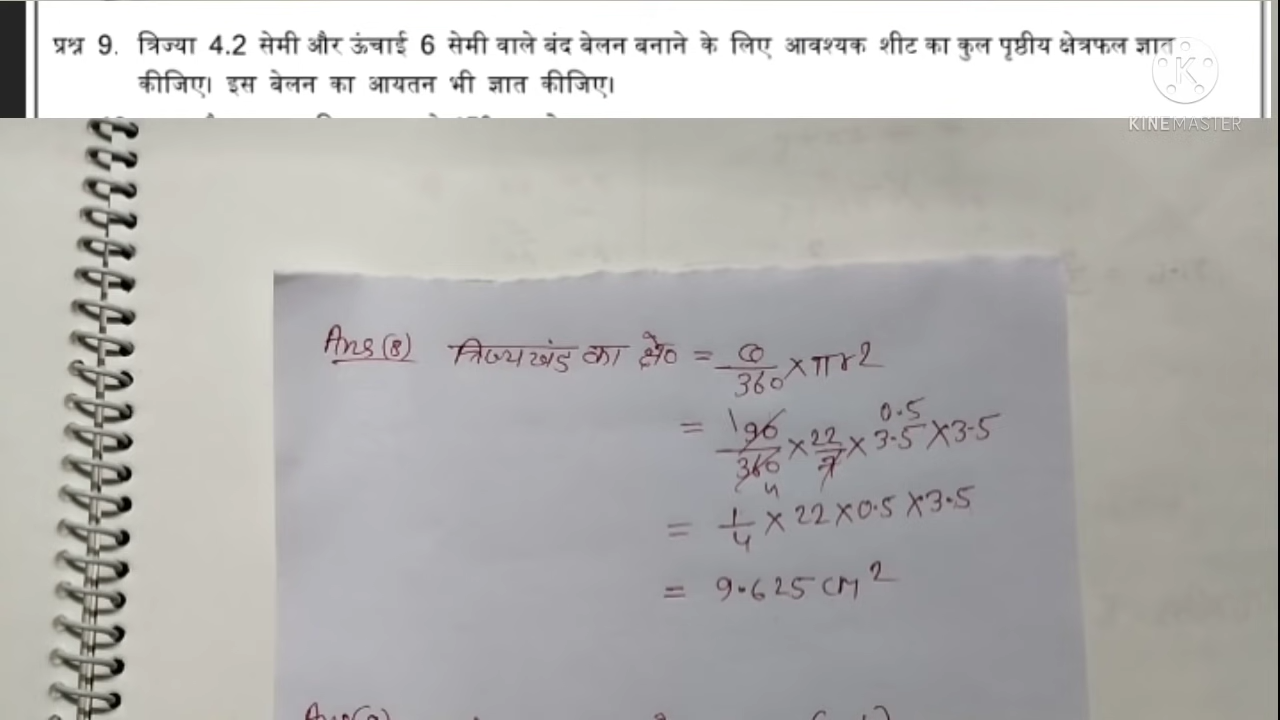 प्रश्न 9. त्रिज्या 4.2 सेमी और ऊंचाई 6 सेमी वाले बंद बेलन बनाने के लिए आवश्यक शीट का कुल पृष्ठीय क्षेत्रफल ज्ञात
कीजिए। इस बेलन का आयतन भी ज्ञात कीजिए।
K
KINEMASTER
Ans (8) त्रिज्यखंड का क्षे० = θ/360 × πr2
= 1 90/360 4 × 22/7 × 3.5 0.5 × 3.5
= 1/4 × 22 × 0.5 × 3.5
= 9.625 cm2